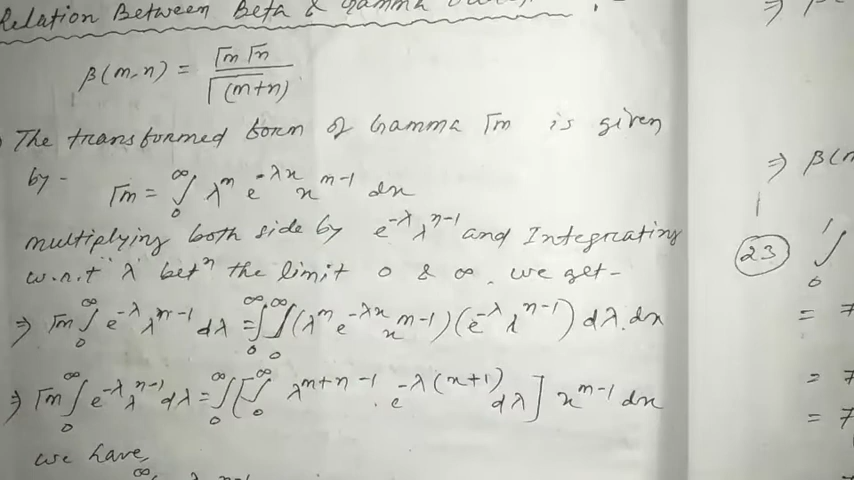 Relation Between Beta & Gamma
β(m,n) = Γm Γn / Γ(m+n)
The transformed form of Gamma Γm is given
by- Γm = ∫₀^∞ λ^m e^{-λx} x^{m-1} dx
multiplying both side by e^{-λ} λ^{n-1} and Integrating
w.r.t "λ" betⁿ the limit 0 & ∞, we get-
⇒ Γm ∫₀^∞ e^{-λ} λ^{n-1} dλ = ∫₀^∞ ∫₀^∞ (λ^m e^{-λx} x^{m-1}) (e^{-λ} λ^{n-1}) dλ.dx
⇒ Γm ∫₀^∞ e^{-λ} λ^{n-1} dλ = ∫₀^∞ [∫₀^∞ λ^{m+n-1} . e^{-λ(x+1)} dλ] x^{m-1} dx
we have,
⇒
⇒ β(m
23 ∫₀^1
=
=
=